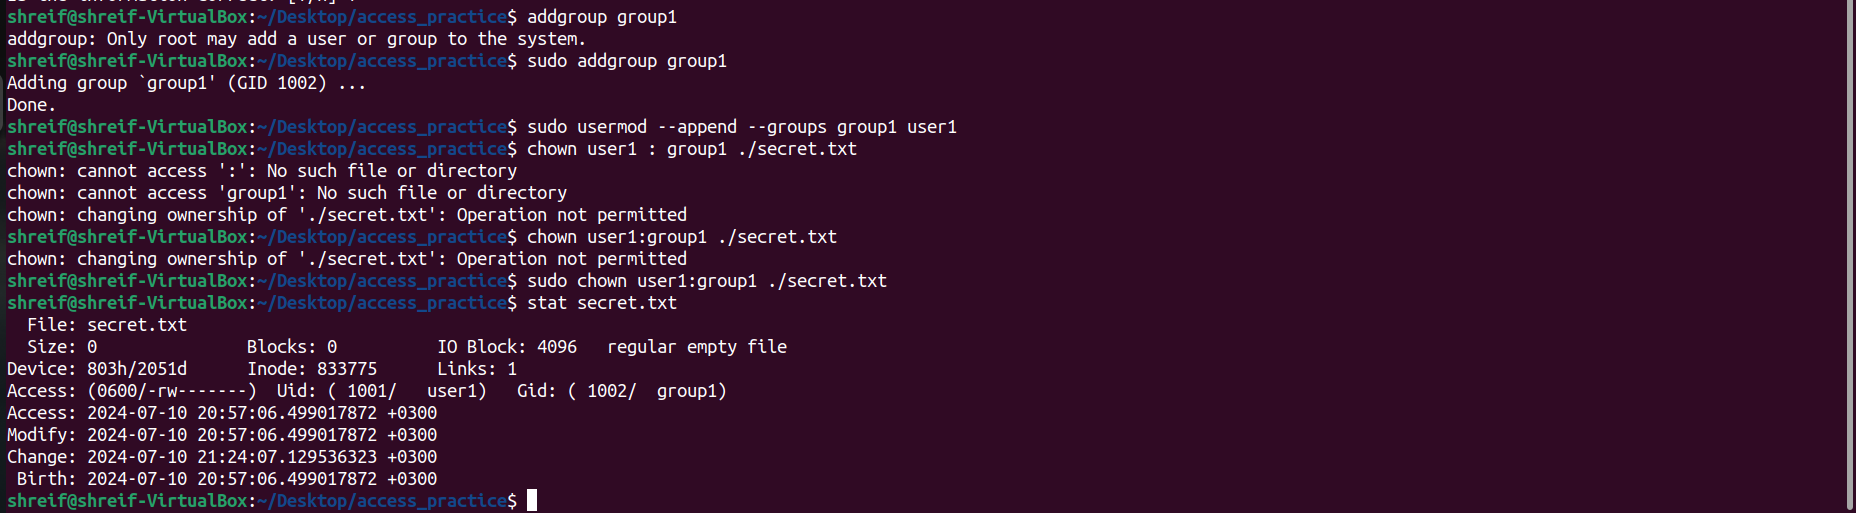 shreif@shreif-VirtualBox:~/Desktop/access_practice$ addgroup group1
addgroup: Only root may add a user or group to the system.
shreif@shreif-VirtualBox:~/Desktop/access_practice$ sudo addgroup group1
Adding group `group1' (GID 1002) ...
Done.
shreif@shreif-VirtualBox:~/Desktop/access_practice$ sudo usermod --append --groups group1 user1
shreif@shreif-VirtualBox:~/Desktop/access_practice$ chown user1 : group1 ./secret.txt
chown: cannot access ':': No such file or directory
chown: cannot access 'group1': No such file or directory
chown: changing ownership of './secret.txt': Operation not permitted
shreif@shreif-VirtualBox:~/Desktop/access_practice$ chown user1:group1 ./secret.txt
chown: changing ownership of './secret.txt': Operation not permitted
shreif@shreif-VirtualBox:~/Desktop/access_practice$ sudo chown user1:group1 ./secret.txt
shreif@shreif-VirtualBox:~/Desktop/access_practice$ stat secret.txt
  File: secret.txt
  Size: 0               Blocks: 0          IO Block: 4096   regular empty file
Device: 803h/2051d      Inode: 833775      Links: 1
Access: (0600/-rw-------)  Uid: ( 1001/   user1)   Gid: ( 1002/  group1)
Access: 2024-07-10 20:57:06.499017872 +0300
Modify: 2024-07-10 20:57:06.499017872 +0300
Change: 2024-07-10 21:24:07.129536323 +0300
 Birth: 2024-07-10 20:57:06.499017872 +0300
shreif@shreif-VirtualBox:~/Desktop/access_practice$